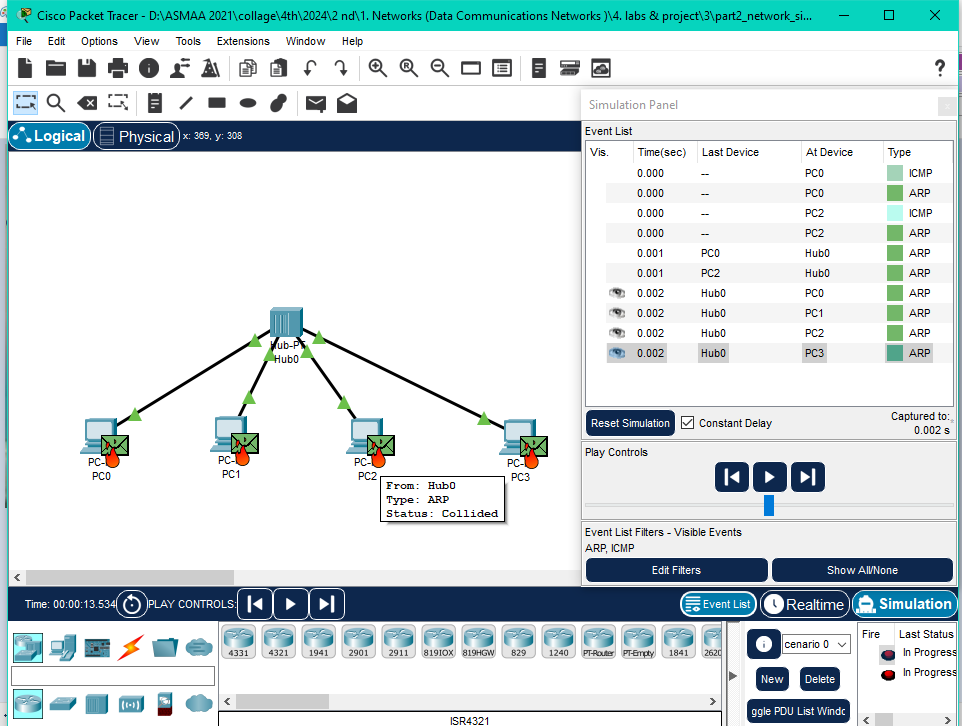 Cisco Packet Tracer - D:\ASMAA 2021\collage\4th\2024\2 nd\1. Networks (Data Communications Networks )\4. labs & project\3\part2_network_si...
File Edit Options View Tools Extensions Window Help
Simulation Panel
Logical Physical x: 369, y: 308
Event List
Vis. Time(sec) Last Device At Device Type
0.000 -- PC0 ICMP
0.000 -- PC0 ARP
0.000 -- PC2 ICMP
0.000 -- PC2 ARP
0.001 PC0 Hub0 ARP
0.001 PC2 Hub0 ARP
0.002 Hub0 PC0 ARP
0.002 Hub0 PC1 ARP
0.002 Hub0 PC2 ARP
0.002 Hub0 PC3 ARP
Hub-PT
Hub0
PC-
PC0
PC-
PC1
PC-
PC2
PC-
PC3
From: Hub0
Type: ARP
Status: Collided
Reset Simulation Constant Delay
Captured to:
0.002 s
Play Controls
Event List Filters - Visible Events
ARP, ICMP
Edit Filters Show All/None
Time: 00:00:13.534 PLAY CONTROLS: Event List Realtime Simulation
4331 4321 1941 2901 2911 819IOX 819HGW 829 1240 PT-Router PT-Empty 1841 2620
ISR4321
cenario 0
New Delete
ggle PDU List Windo
Fire Last Status
In Progress
In Progress